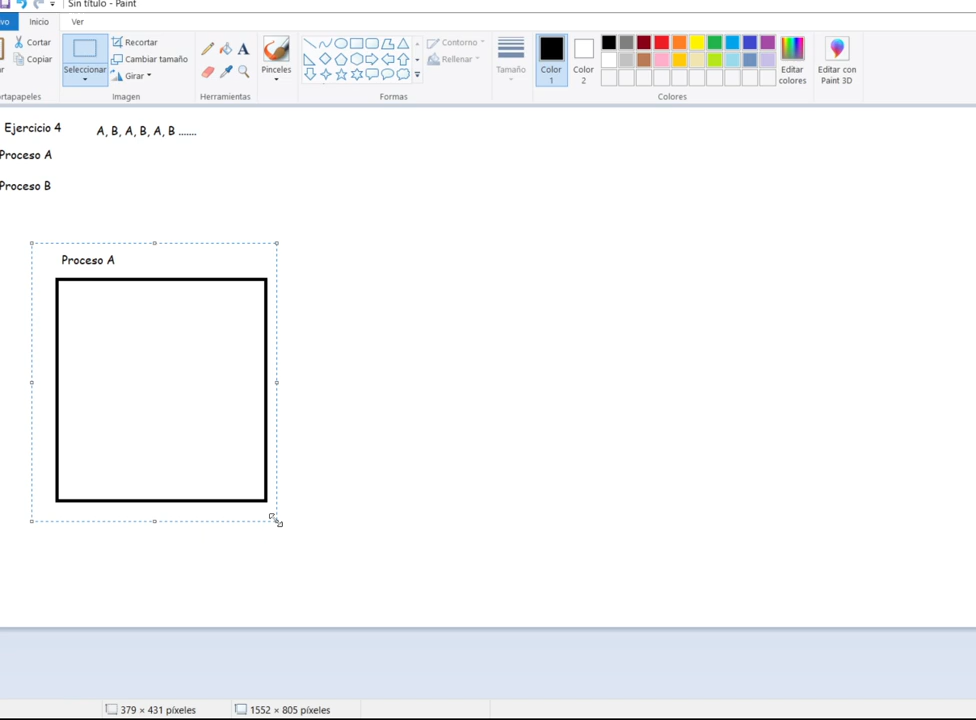 Sin título - Paint
vo Inicio Ver
Cortar
Copiar
rtapapeles
Seleccionar
Recortar
Cambiar tamaño
Girar
Imagen
Herramientas
Pinceles
Contorno
Rellenar
Formas
Tamaño
Color
1
Color
2
Editar
colores
Colores
Editar con
Paint 3D
Ejercicio 4 A, B, A, B, A, B .......
Proceso A
Proceso B
Proceso A
379 × 431 píxeles 1552 × 805 píxeles